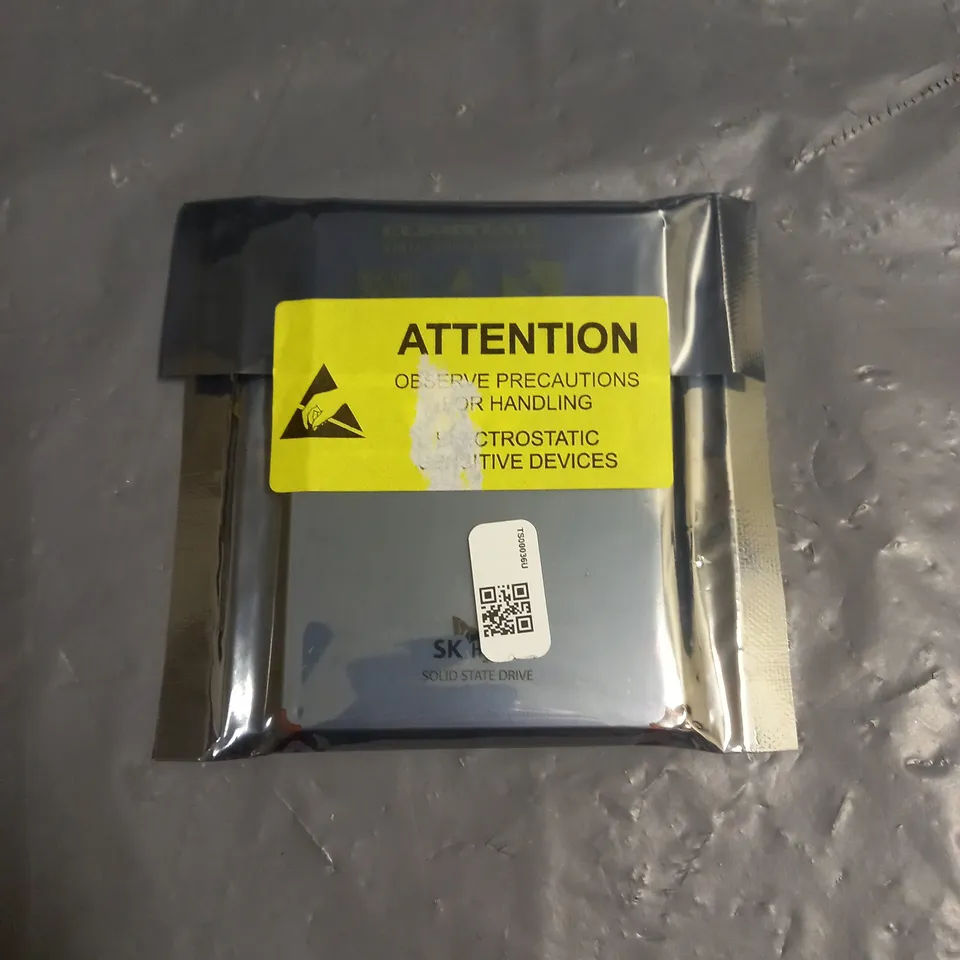 ATTENTION
OBSERVE PRECAUTIONS
FOR HANDLING
ELECTROSTATIC
SENSITIVE DEVICES
TS00036U
SK
SOLID STATE DRIVE